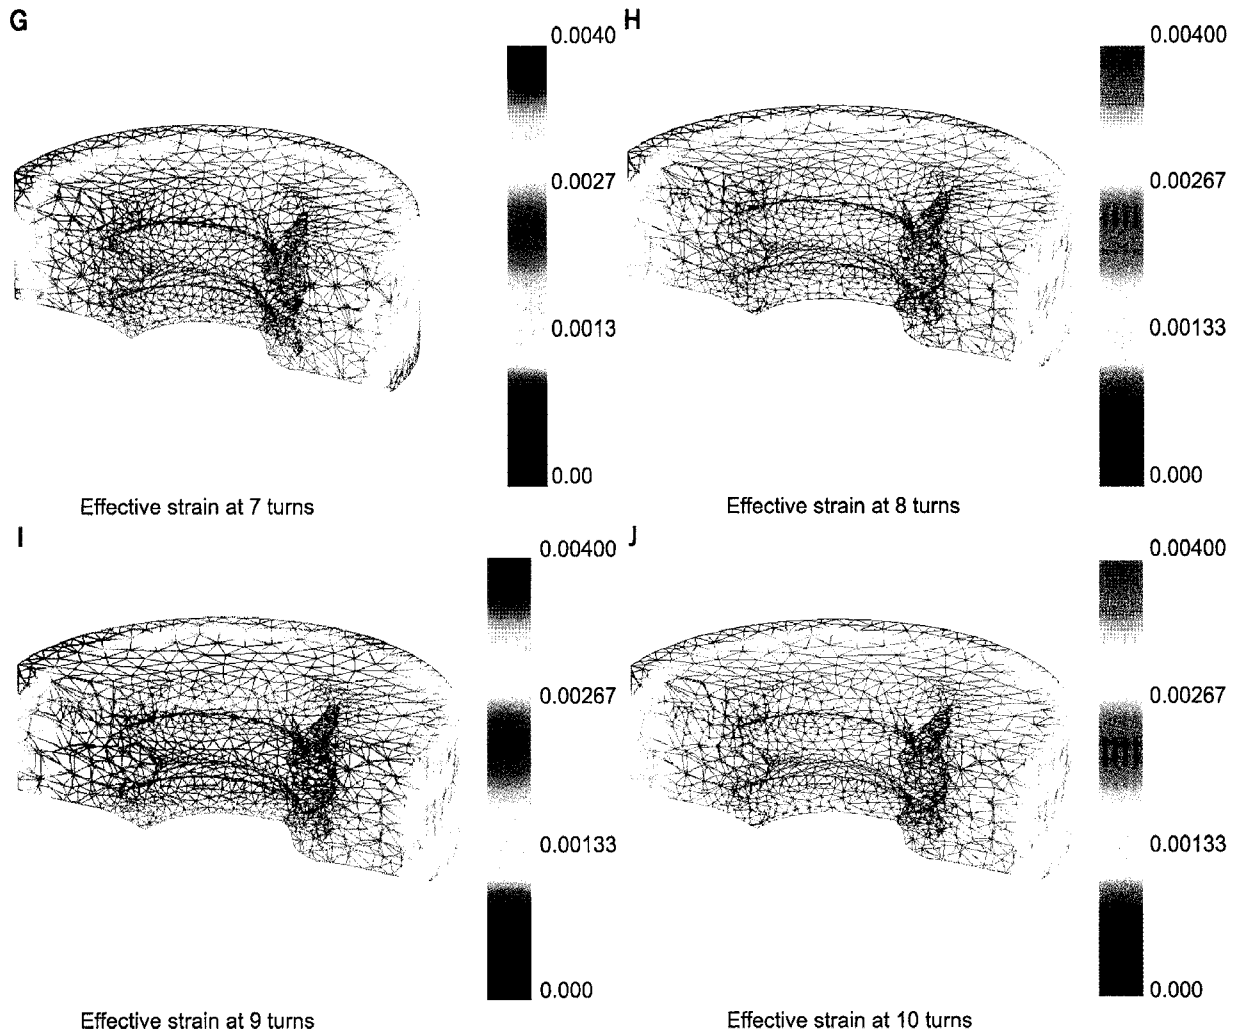 G
0.0040
0.0027
0.0013
0.00
Effective strain at 7 turns
H
0.00400
0.00267
0.00133
0.000
Effective strain at 8 turns
I
0.00400
0.00267
0.00133
0.000
Effective strain at 9 turns
J
0.00400
0.00267
0.00133
0.000
Effective strain at 10 turns